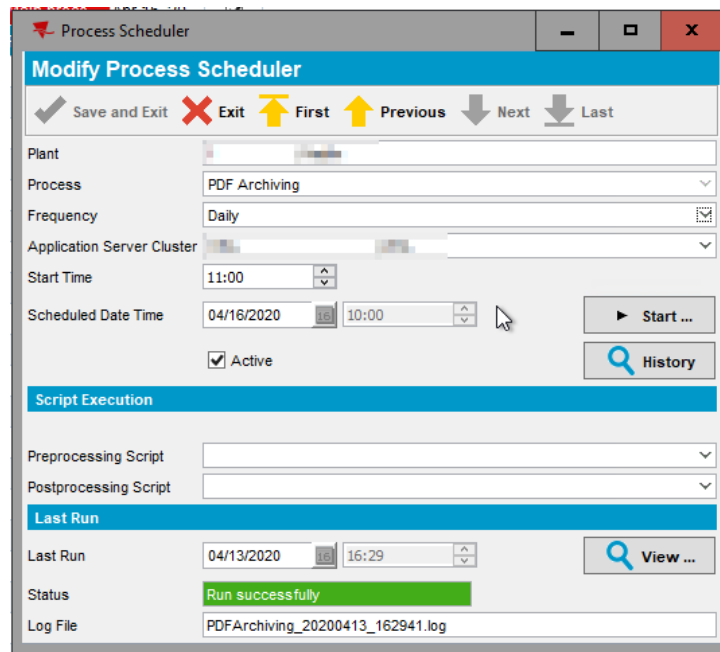 Process Scheduler
Modify Process Scheduler
Save and Exit Exit First Previous Next Last
Plant
Process PDF Archiving
Frequency Daily
Application Server Cluster
Start Time 11:00
Scheduled Date Time 04/16/2020 16 10:00 Start ...
Active History
Script Execution
Preprocessing Script
Postprocessing Script
Last Run
Last Run 04/13/2020 16 16:29 View ...
Status Run successfully
Log File PDFArchiving_20200413_162941.log